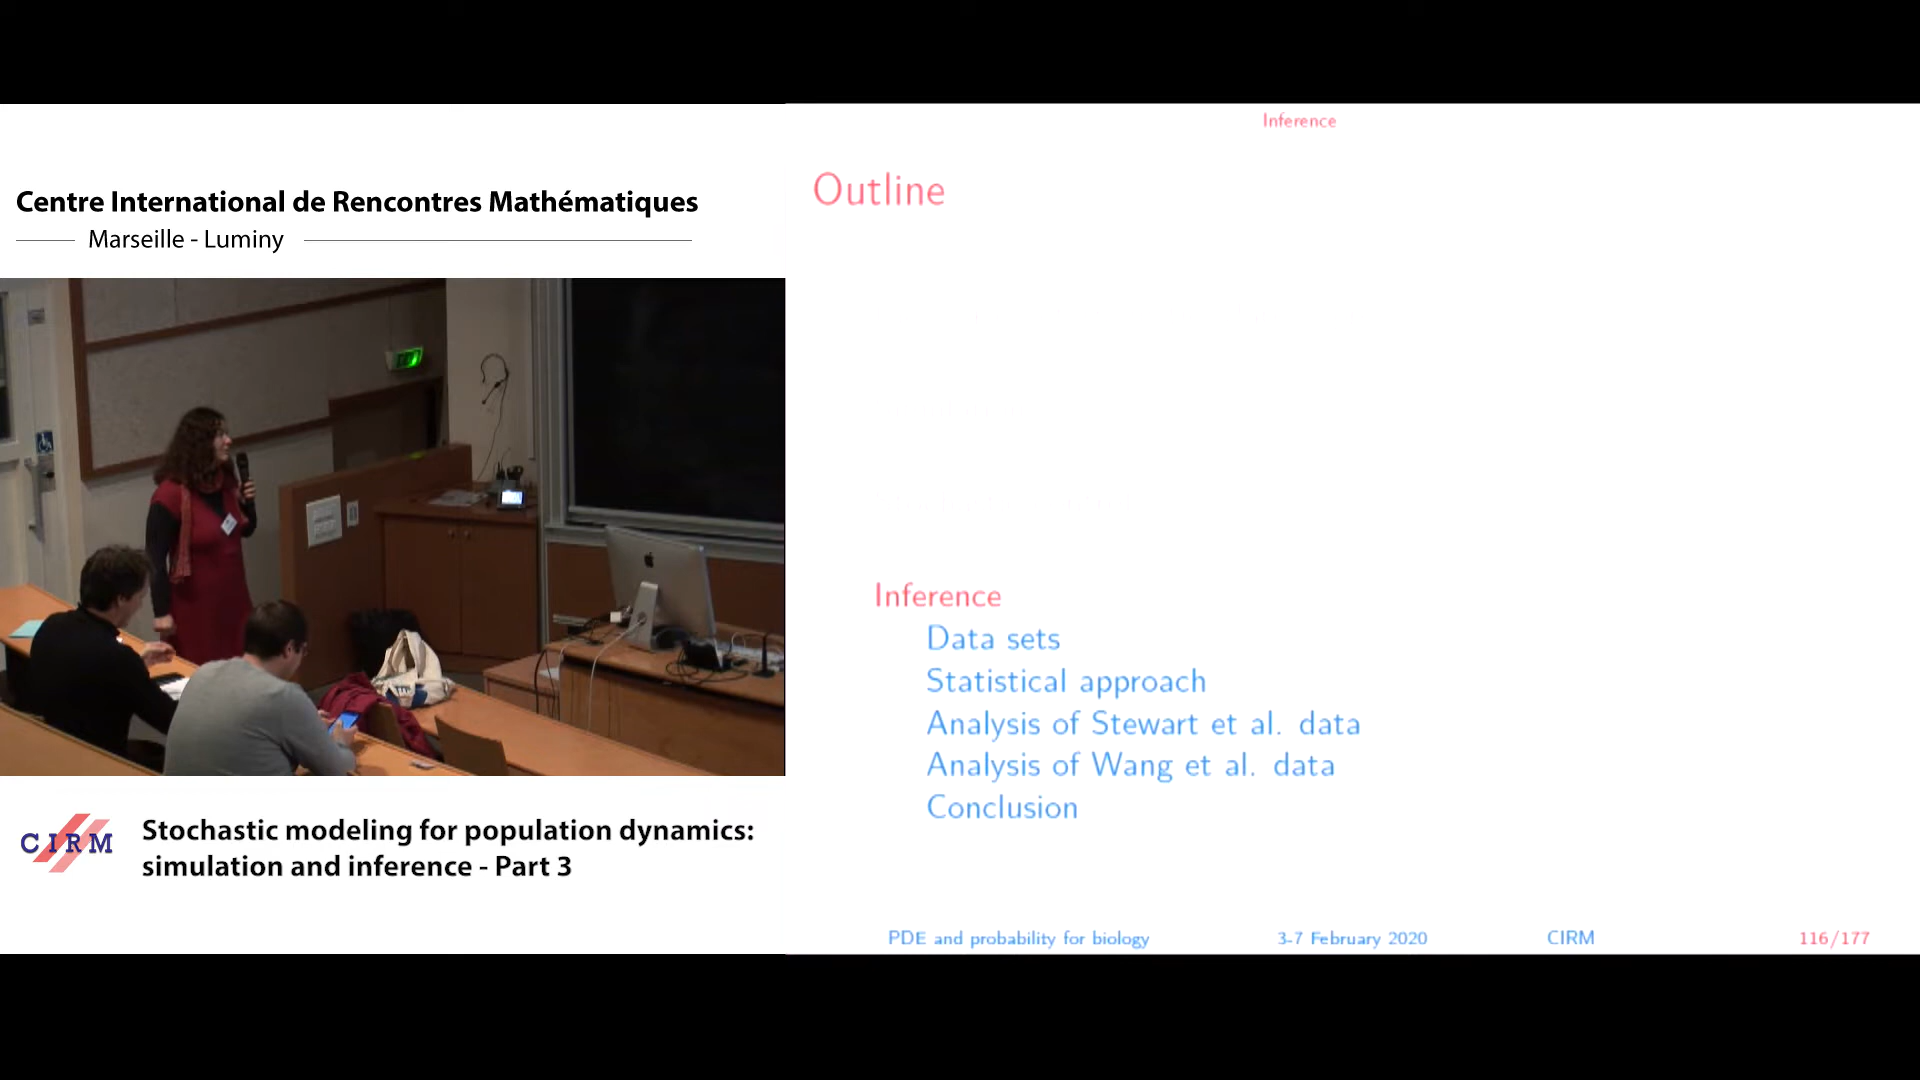 Centre International de Rencontres Mathématiques
Marseille - Luminy
CIRM
Stochastic modeling for population dynamics:
simulation and inference - Part 3
Inference
Outline
Inference
Data sets
Statistical approach
Analysis of Stewart et al. data
Analysis of Wang et al. data
Conclusion
PDE and probability for biology
3-7 February 2020
CIRM
116/177